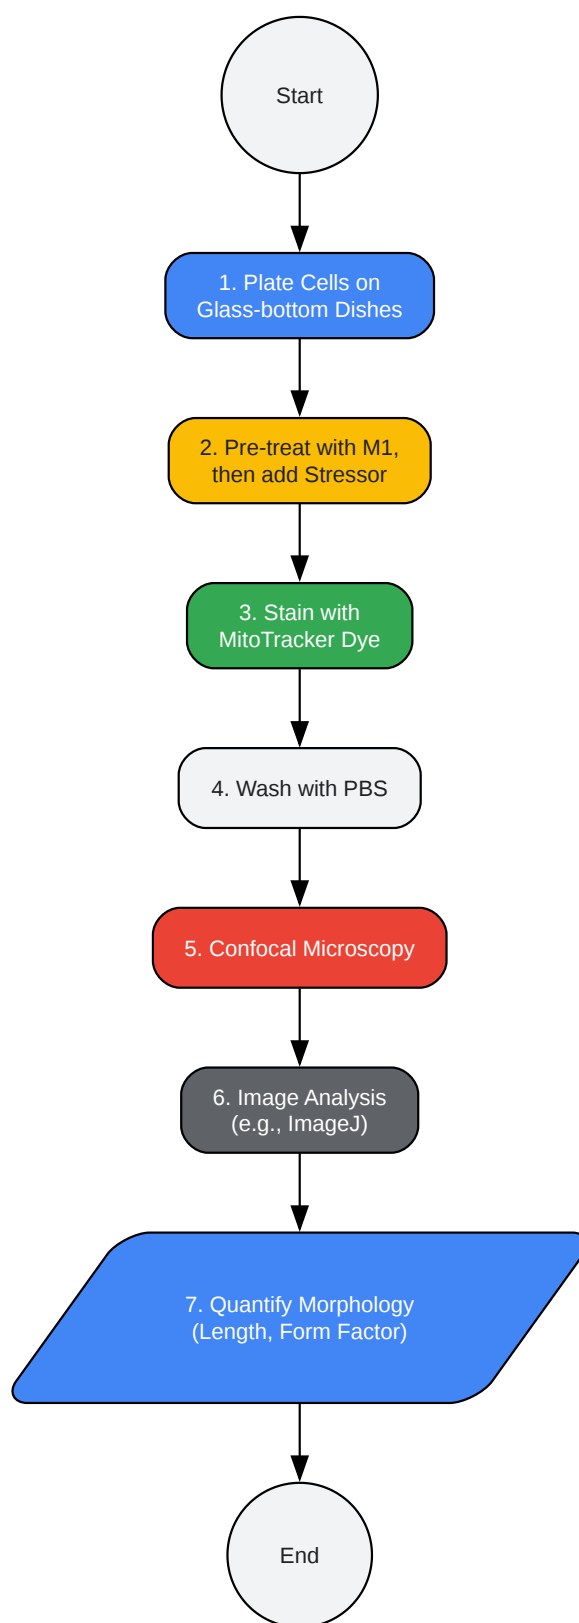 Start
1. Plate Cells on
Glass-bottom Dishes
2. Pre-treat with M1,
then add Stressor
3. Stain with
MitoTracker Dye
4. Wash with PBS
5. Confocal Microscopy
6. Image Analysis
(e.g., ImageJ)
7. Quantify Morphology
(Length, Form Factor)
End